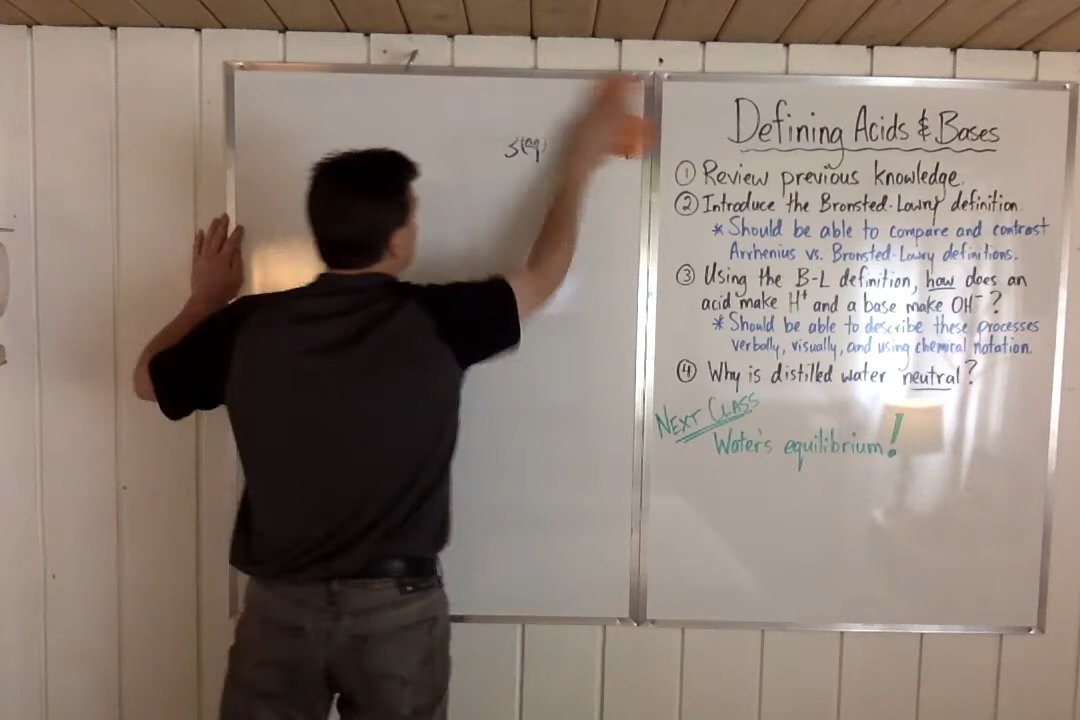 3(aq)
Defining Acids & Bases
① Review previous knowledge.
② Introduce the Bronsted-Lowry definition.
* Should be able to compare and contrast
Arrhenius vs. Bronsted-Lowry definitions.
③ Using the B-L definition, how does an
acid make H⁺ and a base make OH⁻?
* Should be able to describe these processes
verbally, visually, and using chemical notation.
④ Why is distilled water neutral?
NEXT CLASS
Water's equilibrium!